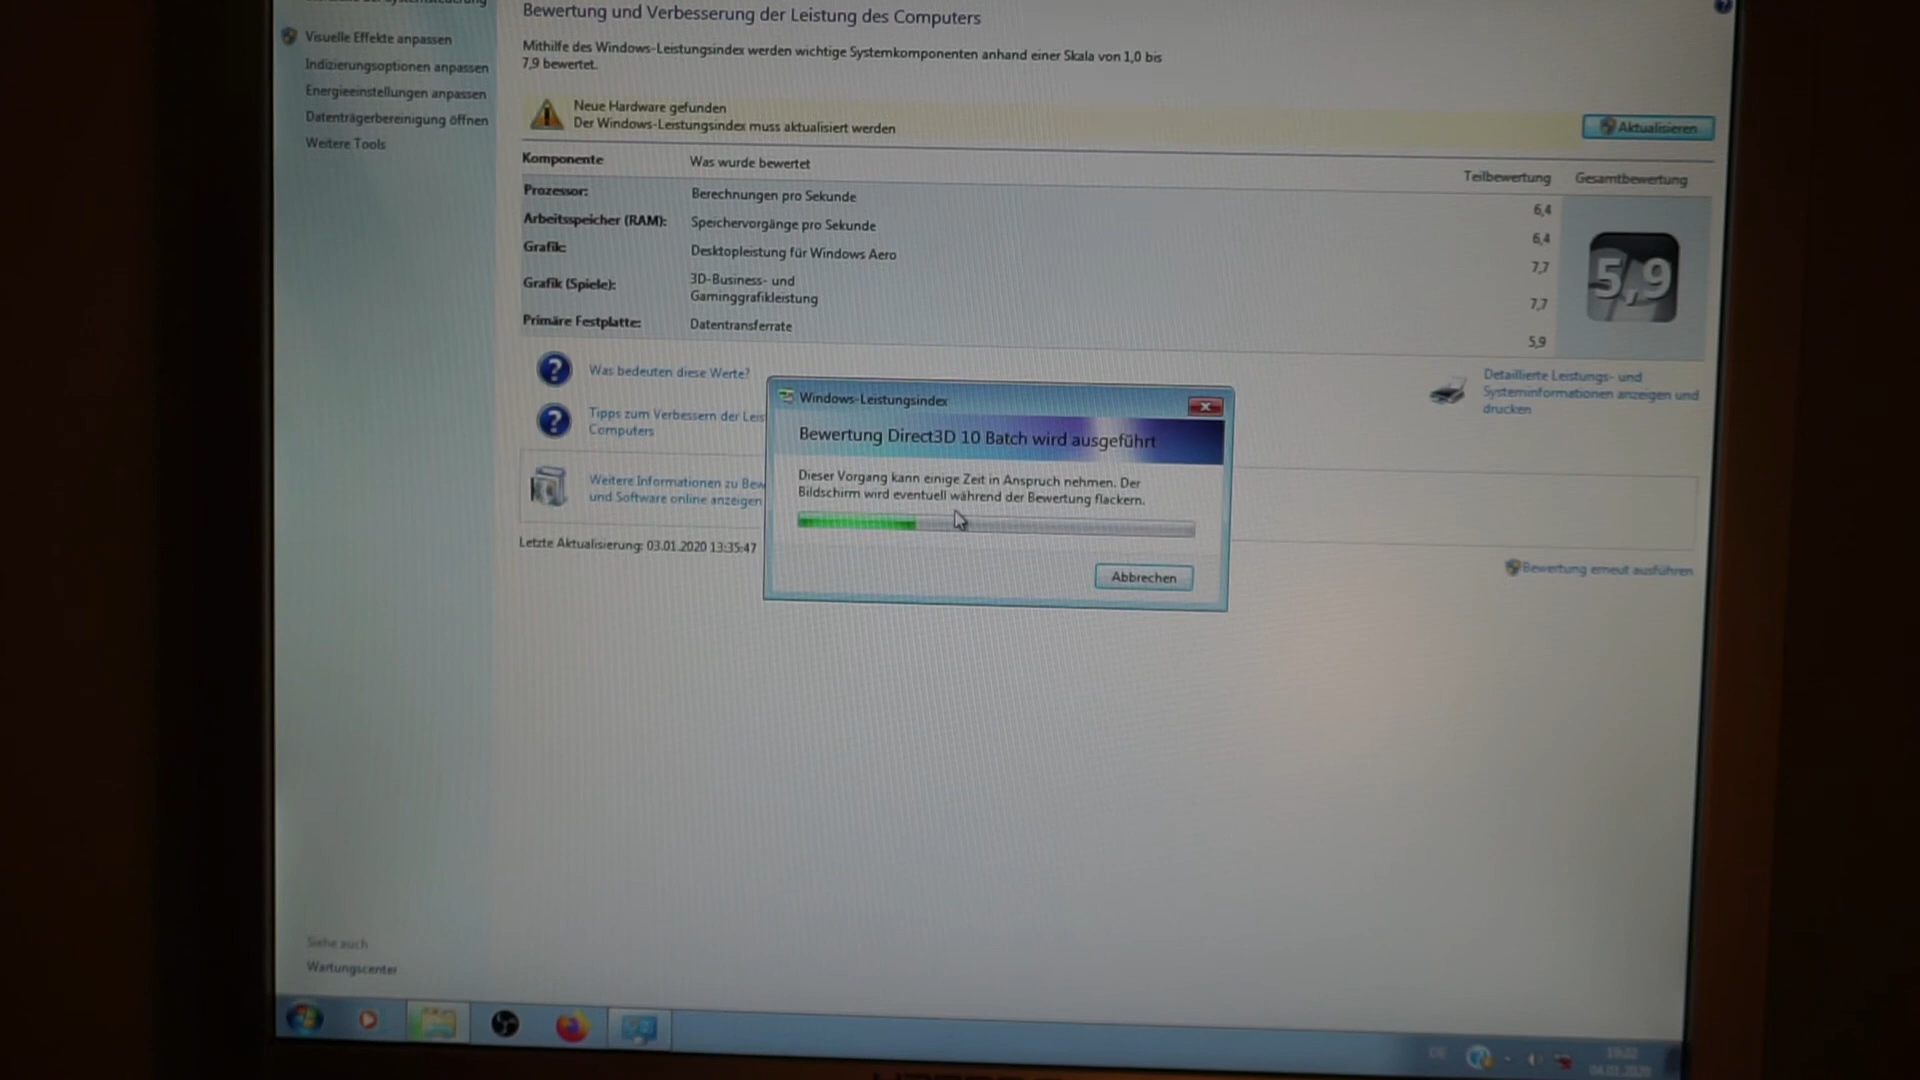 Bewertung und Verbesserung der Leistung des Computers
Visuelle Effekte anpassen
Indizierungsoptionen anpassen
Energieeinstellungen anpassen
Datenträgerbereinigung öffnen
Weitere Tools
Mithilfe des Windows-Leistungsindex werden wichtige Systemkomponenten anhand einer Skala von 1,0 bis
7,9 bewertet.
Neue Hardware gefunden
Der Windows-Leistungsindex muss aktualisiert werden
Aktualisieren
Komponente Was wurde bewertet Teilbewertung Gesamtbewertung
Prozessor: Berechnungen pro Sekunde 6,4
Arbeitsspeicher (RAM): Speichervorgänge pro Sekunde 6,4
Grafik: Desktopleistung für Windows Aero 7,7
Grafik (Spiele): 3D-Business- und
Gaminggrafikleistung 7,7
Primäre Festplatte: Datentransferrate 5,9
5,9
Was bedeuten diese Werte?
Tipps zum Verbessern der Leis
Computers
Weitere Informationen zu Bew
und Software online anzeigen
Letzte Aktualisierung: 03.01.2020 13:35:47
Detaillierte Leistungs- und
Systeminformationen anzeigen und
drucken
Bewertung erneut ausführen
Windows-Leistungsindex
Bewertung Direct3D 10 Batch wird ausgeführt
Dieser Vorgang kann einige Zeit in Anspruch nehmen. Der
Bildschirm wird eventuell während der Bewertung flackern.
Abbrechen
Siehe auch
Wartungscenter
DE
04.01.2020